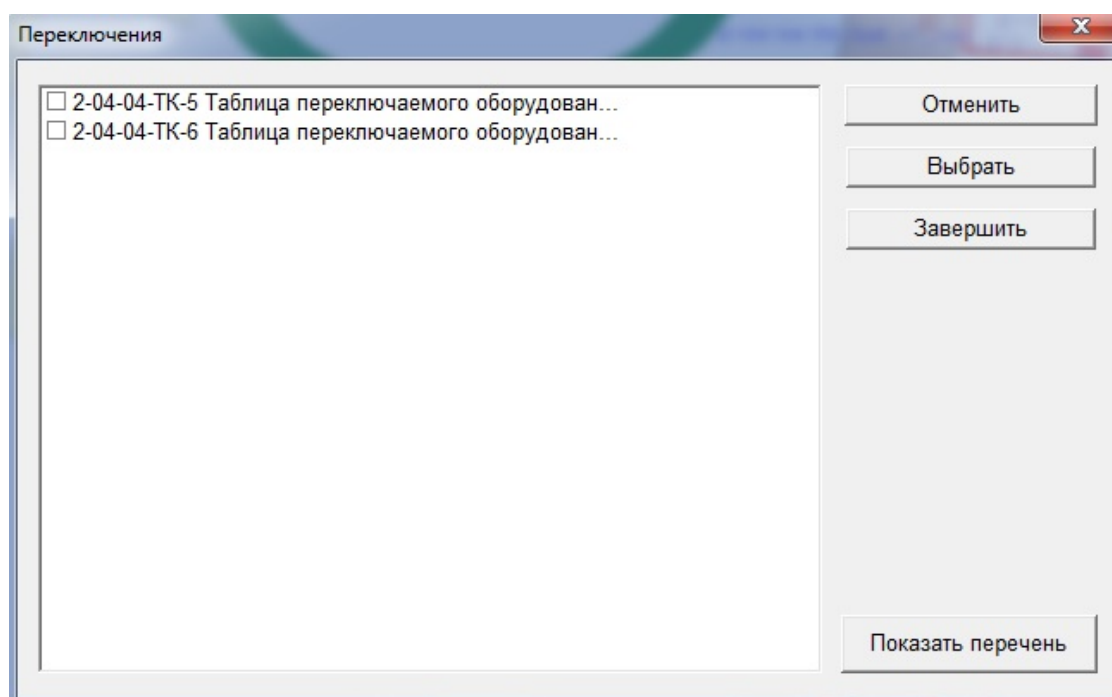 Переключения
2-04-04-ТК-5 Таблица переключаемого оборудован...
2-04-04-ТК-6 Таблица переключаемого оборудован...
Отменить
Выбрать
Завершить
Показать перечень